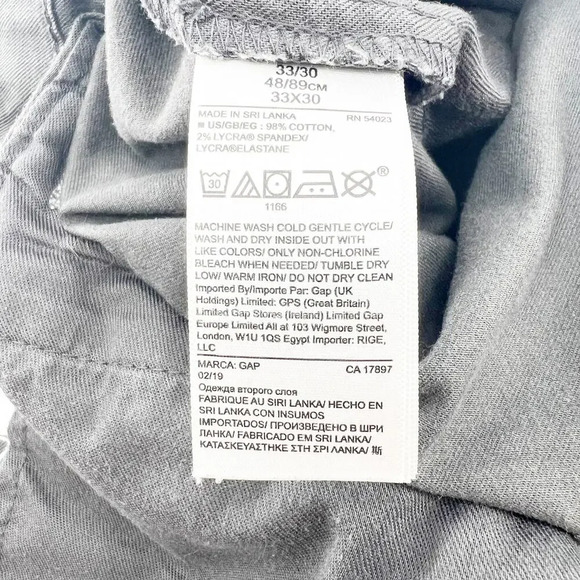 33/30
48/89CM
33X30
MADE IN SRI LANKA RN 54023
= US/GB/EG : 98% COTTON,
2% LYCRA® SPANDEX/
LYCRA®ELASTANE
30 ®
1166
MACHINE WASH COLD GENTLE CYCLE/
WASH AND DRY INSIDE OUT WITH
LIKE COLORS/ ONLY NON-CHLORINE
BLEACH WHEN NEEDED/ TUMBLE DRY
LOW/ WARM IRON/ DO NOT DRY CLEAN
Imported By/Importe Par: Gap (UK
Holdings) Limited: GPS (Great Britain)
Limited Gap Stores (Ireland) Limited Gap
Europe Limited All at 103 Wigmore Street,
London, W1U 1QS Egypt Importer: RIGE,
LLC
MARCA: GAP CA 17897
02/19
Одежда второго слоя
FABRIQUE AU SIRI LANKA/ HECHO EN
SRI LANKA CON INSUMOS
IMPORTADOS/ ПРОИЗВЕДЕНО В ШРИ
ЛАНКА/ FABRICADO EM SRI LANKA/
ΚΑΤΑΣΚΕΥΑΣΤΗΚΕ ΣΤΗ ΣΡΙ ΛΑΝΚΑ/ 斯